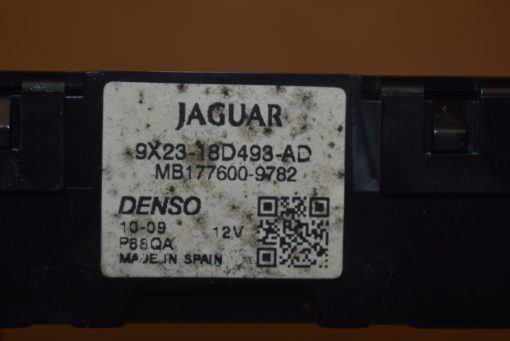 JAGUAR
9X23-18D493-AD
MB177600-9782
DENSO
10-09
12V
P88QA
MADE IN SPAIN